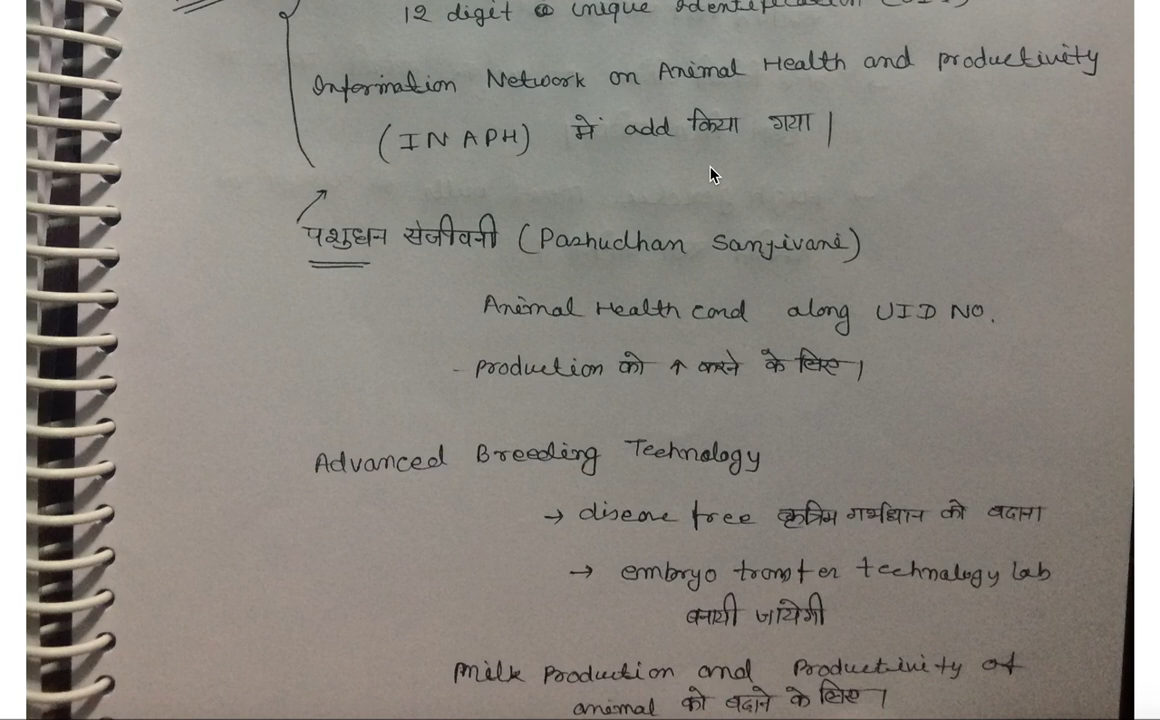 12 digit unique Identification
Information Network on Animal Health and productivity
(INAPH) में add किया गया |
पशुधन संजीवनी (Pashudhan Sanjivani)
Animal Health card along UID NO.
- production को ↑ करने के लिए |
Advanced Breeding Technology
→ disease free कृत्रिम गर्भाधान को बढाना
→ embryo transfer technology lab
बनायी जायेगी
Milk Production and Productivity of
animal को बढाने के लिए |